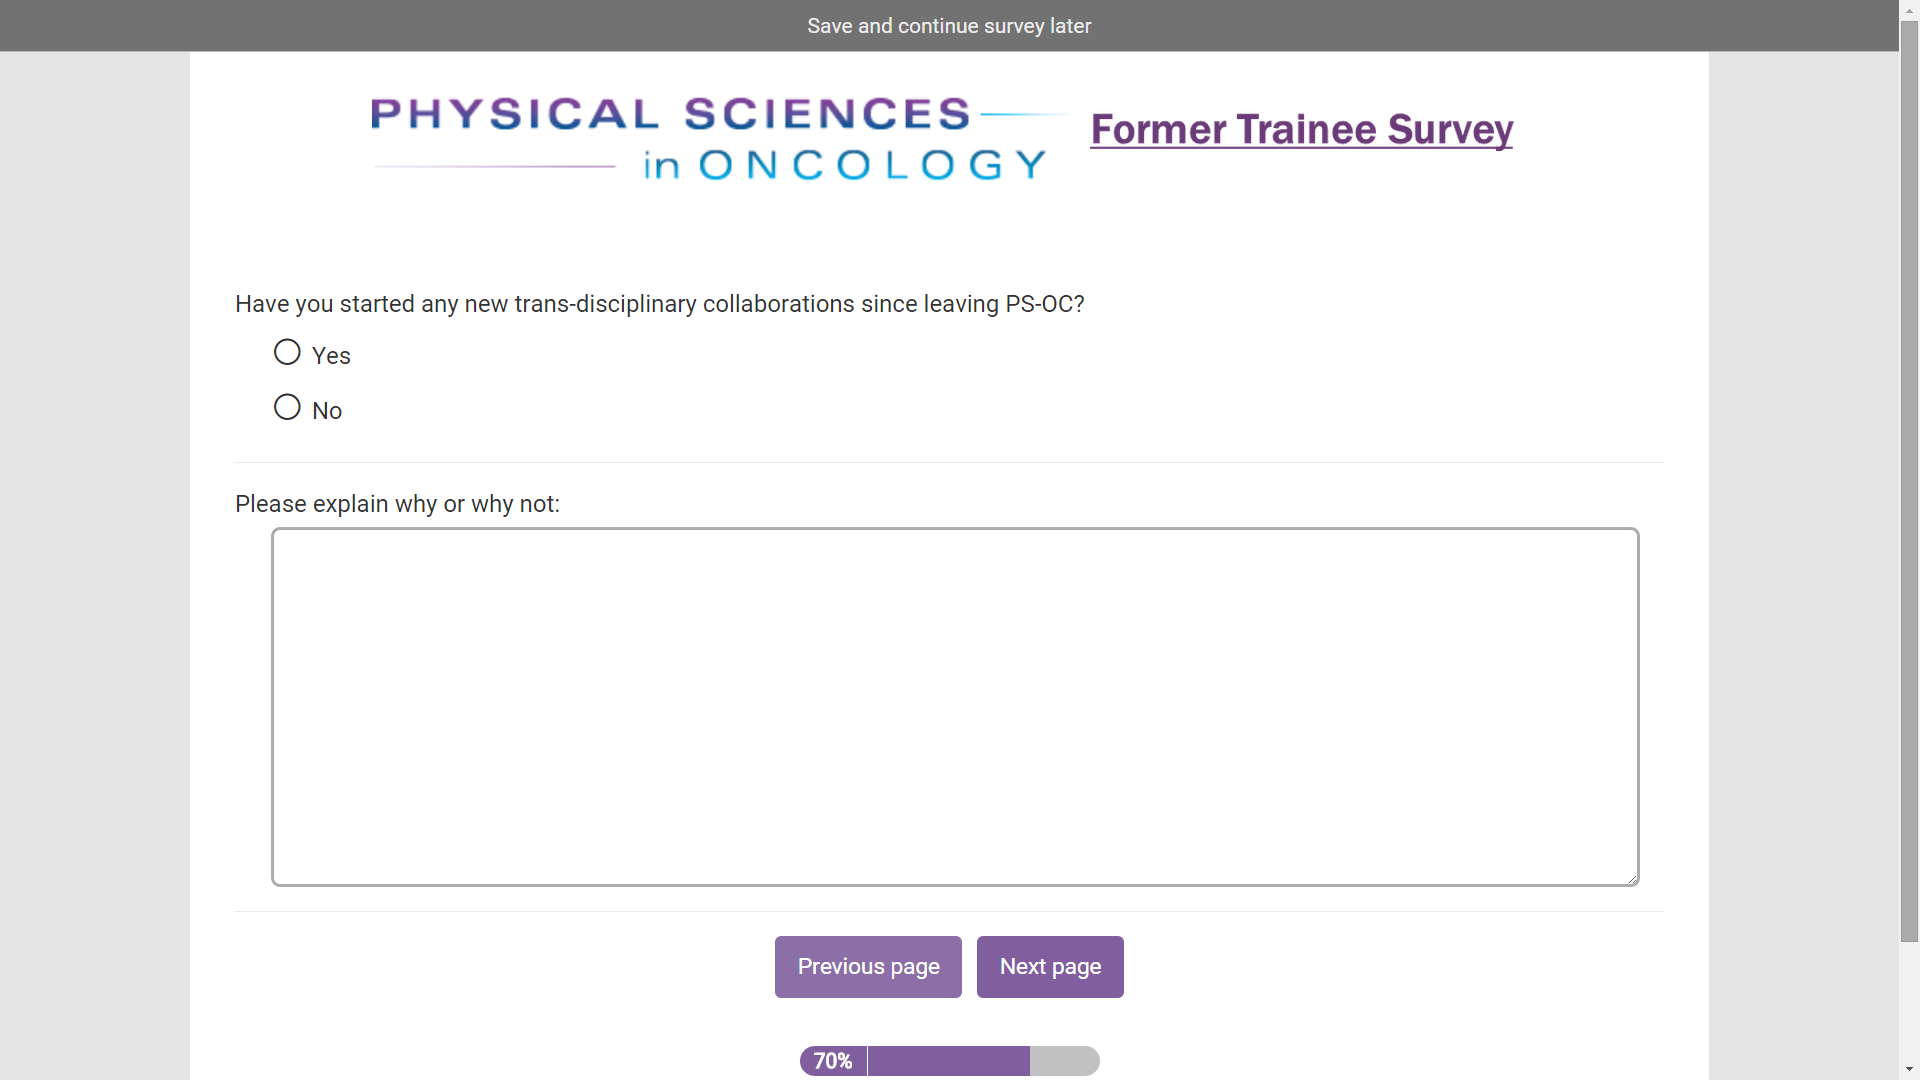 Save and continue survey later
PHYSICAL SCIENCES
in ONCOLOGY
Former Trainee Survey
Have you started any new trans-disciplinary collaborations since leaving PS-OC?
Yes
No
Please explain why or why not:
Previous page
Next page
70%